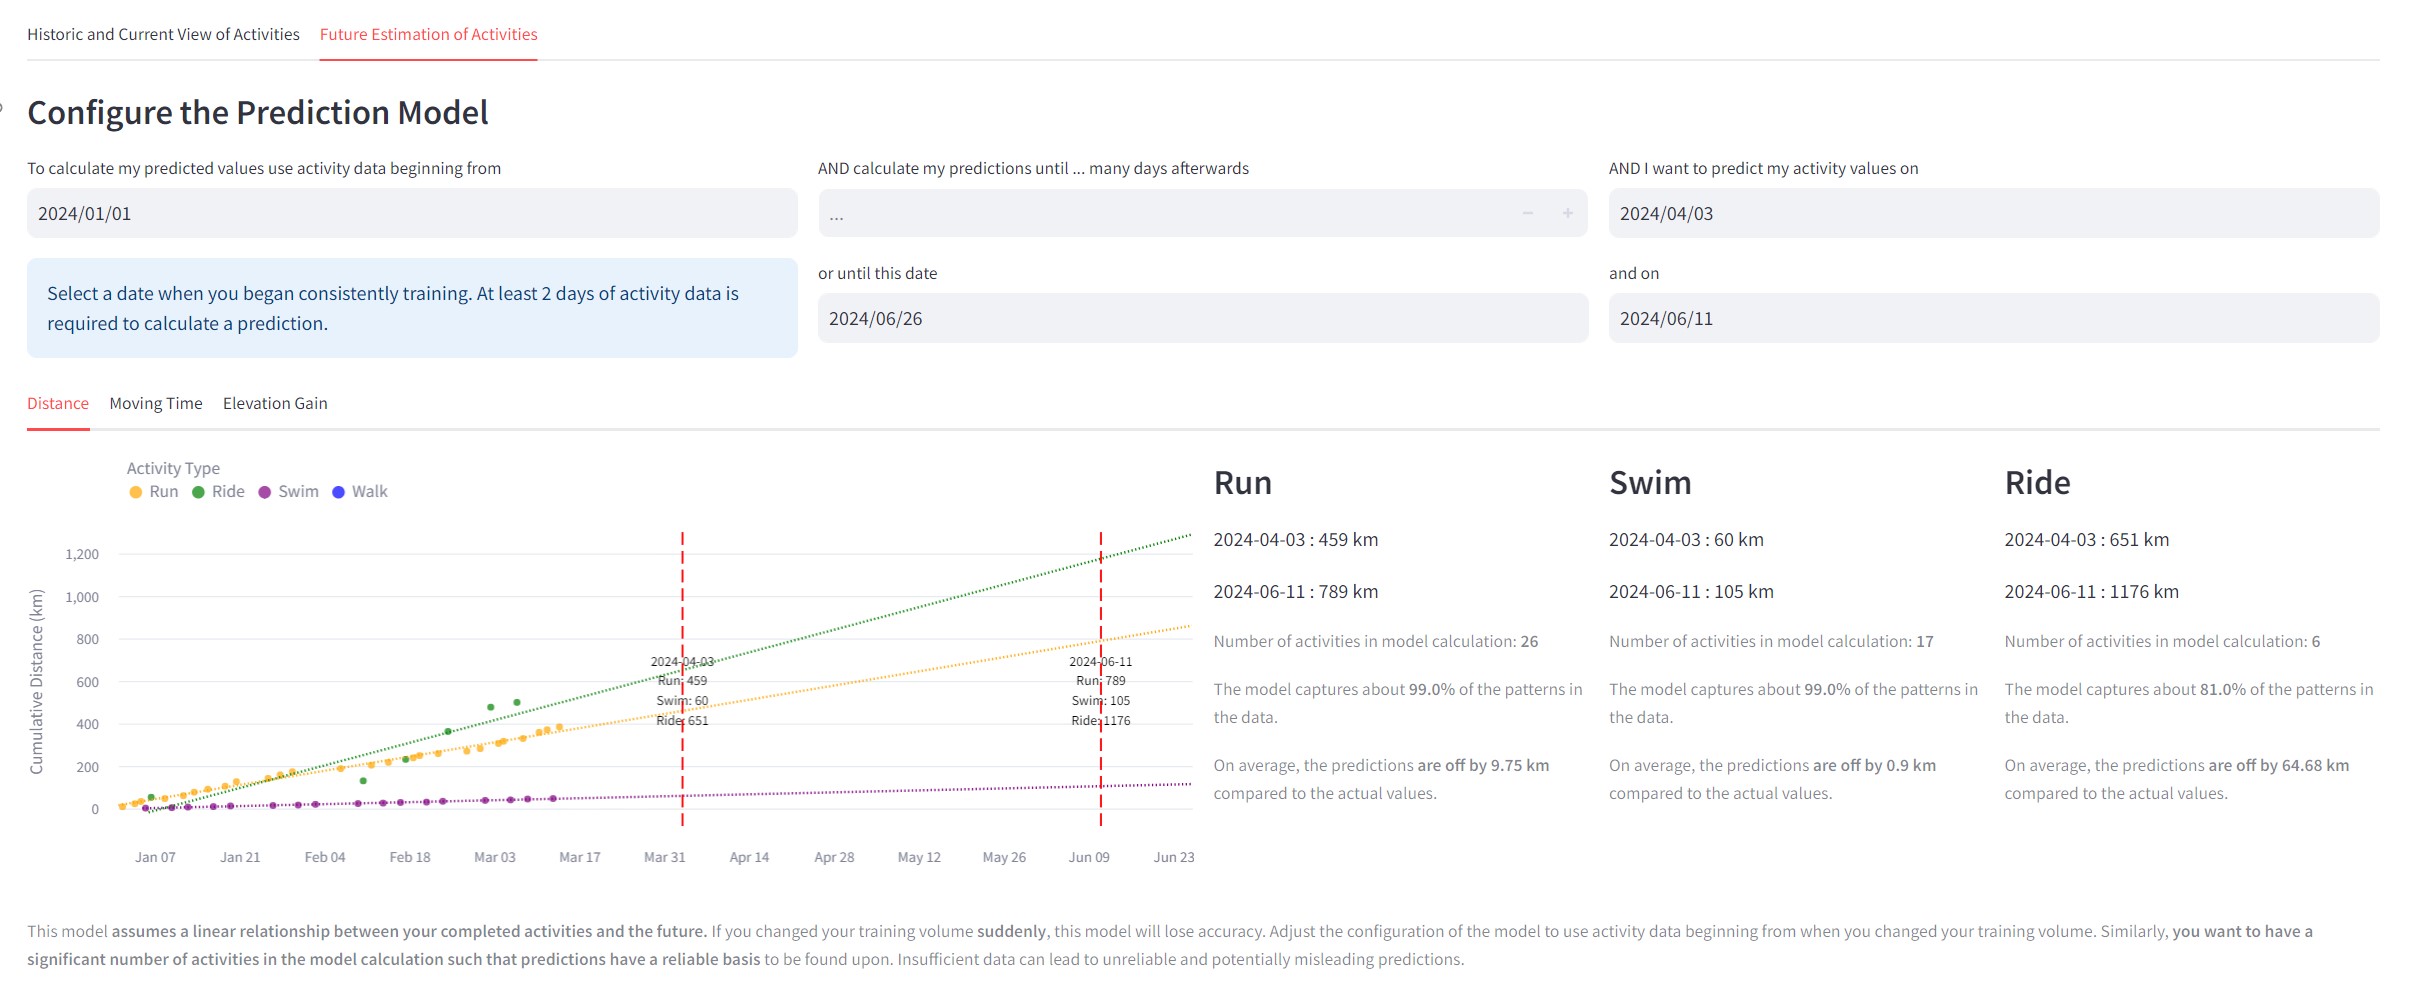 Historic and Current View of Activities
Future Estimation of Activities
Configure the Prediction Model
To calculate my predicted values use activity data beginning from
2024/01/01
Select a date when you began consistently training. At least 2 days of activity data is
required to calculate a prediction.
AND calculate my predictions until ... many days afterwards
...
− +
or until this date
2024/06/26
AND I want to predict my activity values on
2024/04/03
and on
2024/06/11
Distance
Moving Time
Elevation Gain
Activity Type
Run
Ride
Swim
Walk
Cumulative Distance (km)
1,200
1,000
800
600
400
200
0
2024-04-03
Run: 459
Swim: 60
Ride: 651
2024-06-11
Run: 789
Swim: 105
Ride: 1176
Jan 07
Jan 21
Feb 04
Feb 18
Mar 03
Mar 17
Mar 31
Apr 14
Apr 28
May 12
May 26
Jun 09
Jun 23
Run
2024-04-03 : 459 km
2024-06-11 : 789 km
Number of activities in model calculation: 26
The model captures about 99.0% of the patterns in
the data.
On average, the predictions are off by 9.75 km
compared to the actual values.
Swim
2024-04-03 : 60 km
2024-06-11 : 105 km
Number of activities in model calculation: 17
The model captures about 99.0% of the patterns in
the data.
On average, the predictions are off by 0.9 km
compared to the actual values.
Ride
2024-04-03 : 651 km
2024-06-11 : 1176 km
Number of activities in model calculation: 6
The model captures about 81.0% of the patterns in
the data.
On average, the predictions are off by 64.68 km
compared to the actual values.
This model assumes a linear relationship between your completed activities and the future. If you changed your training volume suddenly, this model will lose accuracy. Adjust the configuration of the model to use activity data beginning from when you changed your training volume. Similarly, you want to have a
significant number of activities in the model calculation such that predictions have a reliable basis to be found upon. Insufficient data can lead to unreliable and potentially misleading predictions.